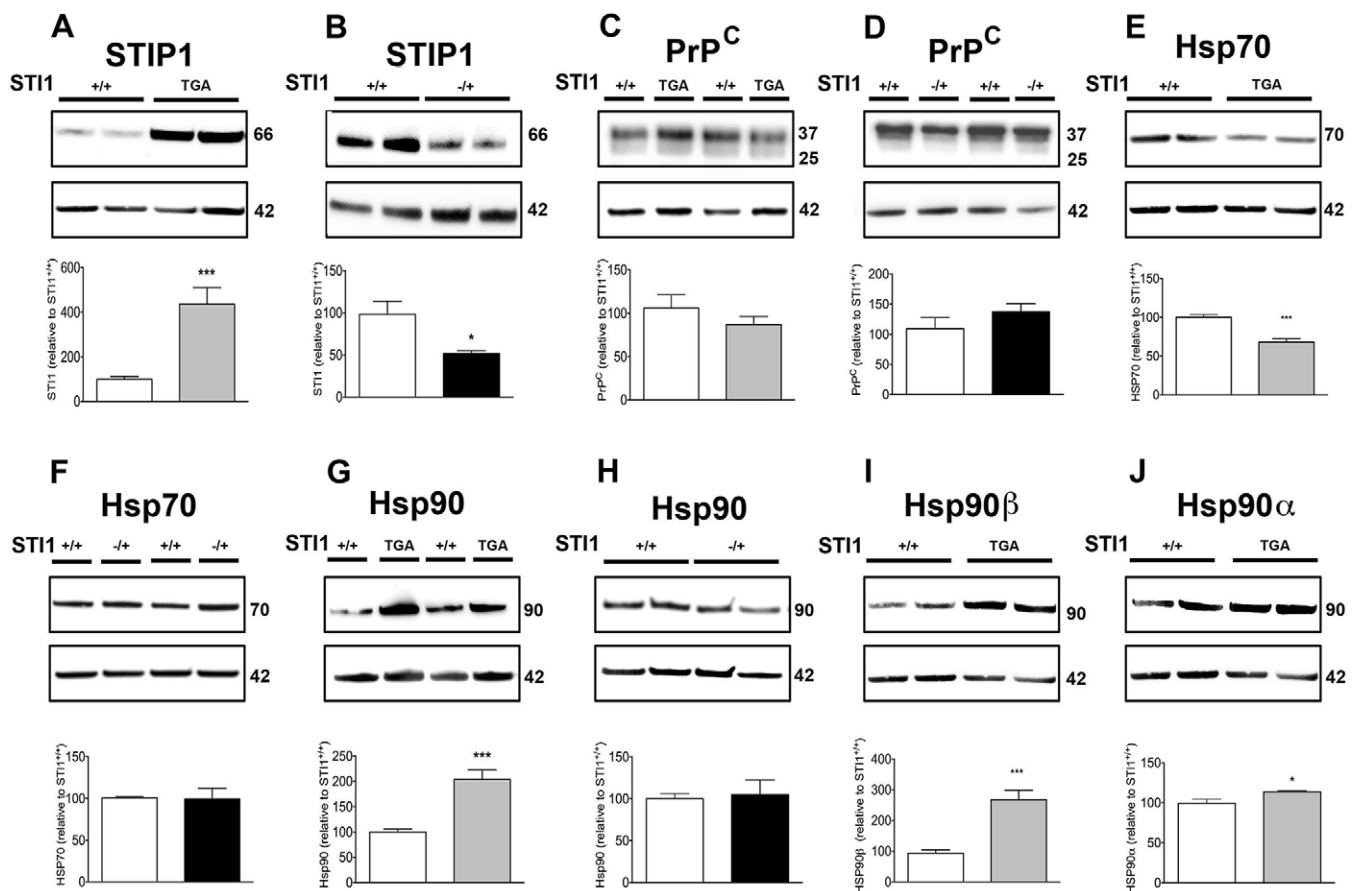 A
STIP1
STI1 +/+ TGA
66
42
STI1 (relative to STI1+/+)
600
400
200
0
***
B
STIP1
STI1 +/+ -/+
66
42
STI1 (relative to STI1+/+)
150
100
50
0
*
C
PrPC
STI1 +/+ TGA +/+ TGA
37
25
42
PrPC (relative to STI1+/+)
150
100
50
0
D
PrPC
STI1 +/+ -/+ +/+ -/+
37
25
42
PrPC (relative to STI1+/+)
200
150
100
50
0
E
Hsp70
STI1 +/+ TGA
70
42
HSP70 (relative to STI1+/+)
150
100
50
0
***
F
Hsp70
STI1 +/+ -/+ +/+ -/+
70
42
HSP70 (relative to STI1+/+)
150
100
50
0
G
Hsp90
STI1 +/+ TGA +/+ TGA
90
42
Hsp90 (relative to STI1+/+)
250
200
150
100
50
0
***
H
Hsp90
STI1 +/+ -/+
90
42
Hsp90 (relative to STI1+/+)
150
100
50
0
I
Hsp90β
STI1 +/+ TGA
90
42
HSP90β (relative to STI1+/+)
400
300
200
100
0
***
J
Hsp90α
STI1 +/+ TGA
90
42
HSP90α (relative to STI1+/+)
150
100
50
0
*